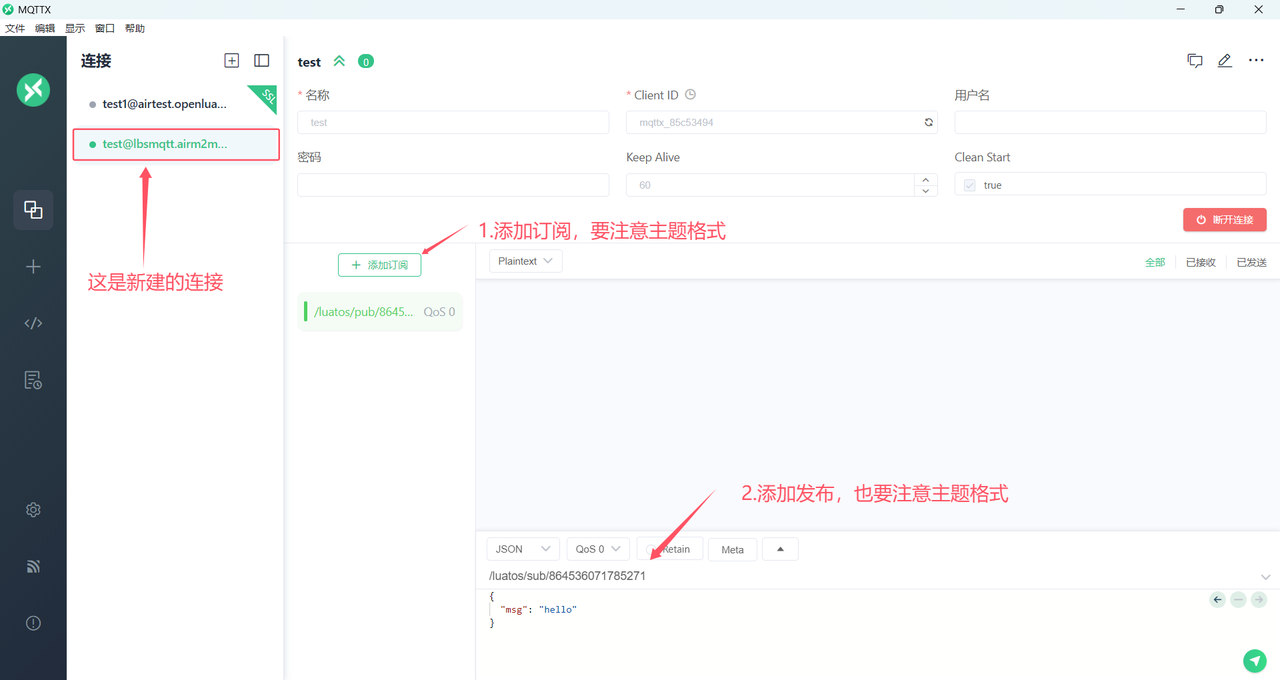 MQTTX
文件 编辑 显示 窗口 帮助
连接
test 0
test1@airtest.openlua...
SSL
test@lbsmqtt.airm2m...
这是新建的连接
* 名称
test
* Client ID
mqttx_85c53494
用户名
密码
Keep Alive
60
Clean Start
true
断开连接
1.添加订阅，要注意主题格式
添加订阅
Plaintext
全部 已接收 已发送
/luatos/pub/8645... QoS 0
2.添加发布，也要注意主题格式
JSON QoS 0 Retain Meta
/luatos/sub/864536071785271
{
"msg": "hello"
}